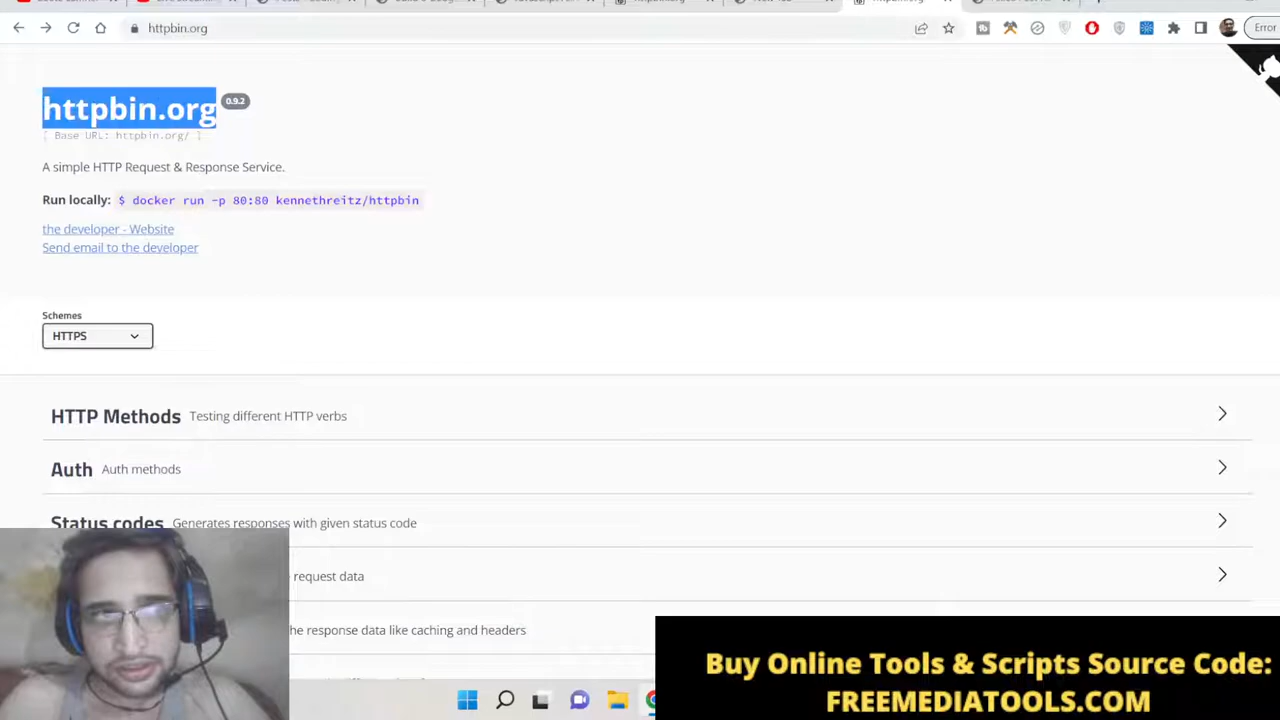 httpbin.org
Error
httpbin.org 0.9.2
[ Base URL: httpbin.org/ ]
A simple HTTP Request & Response Service.
Run locally: $ docker run -p 80:80 kennethreitz/httpbin
the developer - Website
Send email to the developer
Schemes
HTTPS
HTTP Methods Testing different HTTP verbs
Auth Auth methods
Status codes Generates responses with given status code
request data
the response data like caching and headers
Buy Online Tools & Scripts Source Code:
FREEMEDIATOOLS.COM